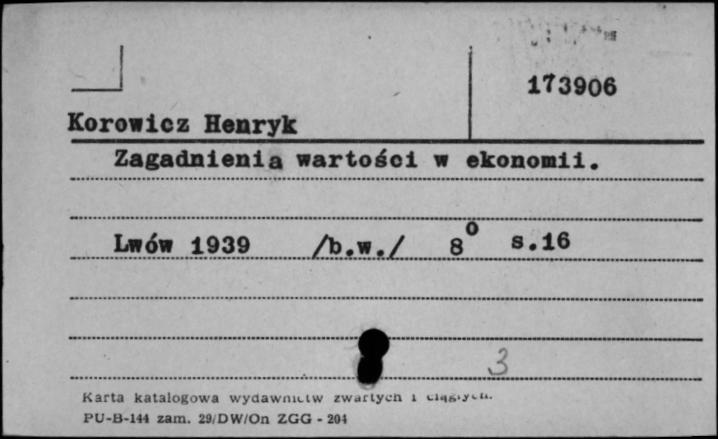 173906
Korowicz Henryk
Zagadnienia wartości w ekonomii.
Lwów 1939 /b.w./ 8° s.16
3
Karta katalogowa wydawnictw zwartych i ciągłych.
PU-B-144 zam. 29/DW/On ZGG - 204